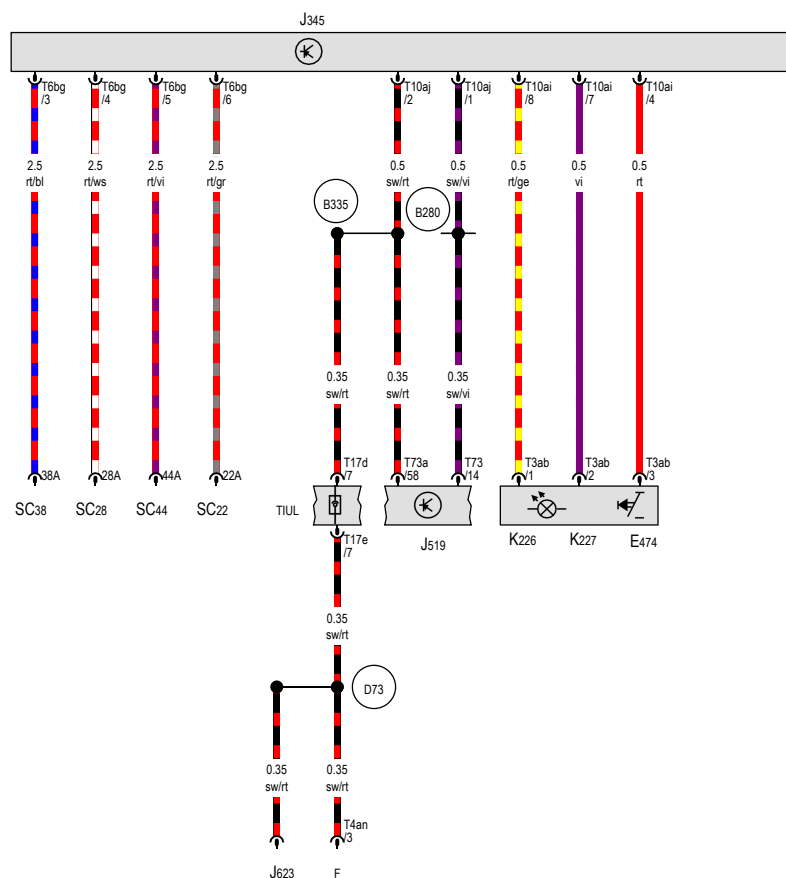 J345
T6bg
/3
T6bg
/4
T6bg
/5
T6bg
/6
T10aj
/2
T10aj
/1
T10ai
/8
T10ai
/7
T10ai
/4
2.5
rt/bl
2.5
rt/ws
2.5
rt/vi
2.5
rt/gr
0.5
sw/rt
0.5
sw/vi
0.5
rt/ge
0.5
vi
0.5
rt
B335
B280
0.35
sw/rt
0.35
sw/rt
0.35
sw/vi
38A
28A
44A
22A
T17d
/7
T73a
/58
T73
/14
T3ab
/1
T3ab
/2
T3ab
/3
SC38
SC28
SC44
SC22
TIUL
J519
K226
K227
E474
T17e
/7
0.35
sw/rt
D73
0.35
sw/rt
0.35
sw/rt
T4an
/3
J623
F